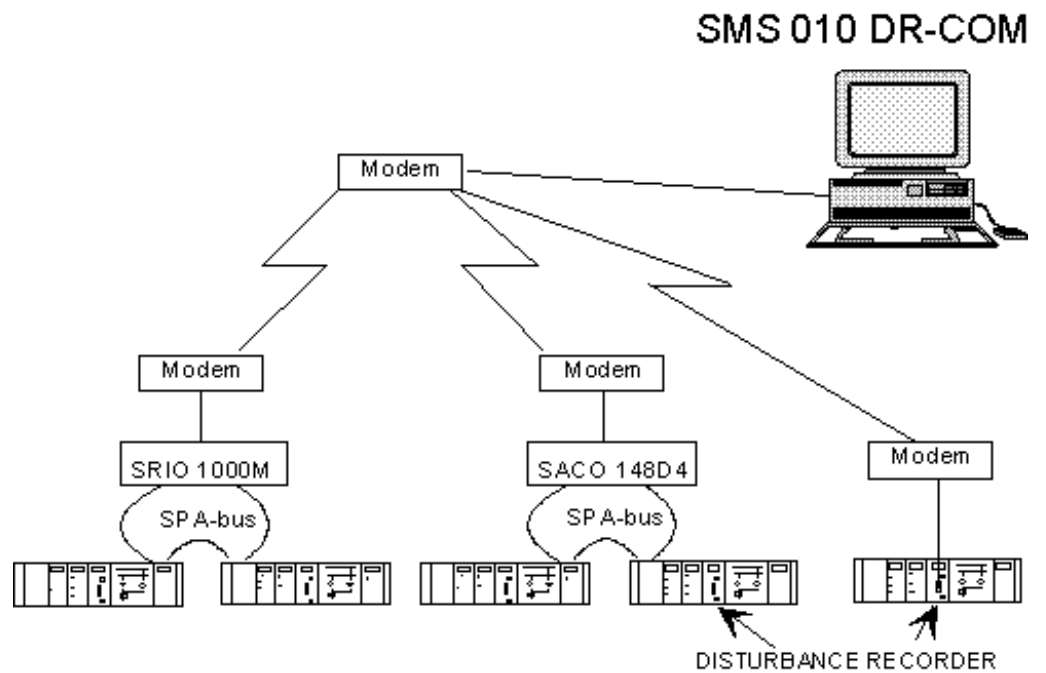 SMS 010 DR-COM
Modem
Modem
Modem
Modem
SRIO 1000M
SACO 148D4
SPA-bus
SPA-bus
DISTURBANCE RECORDER